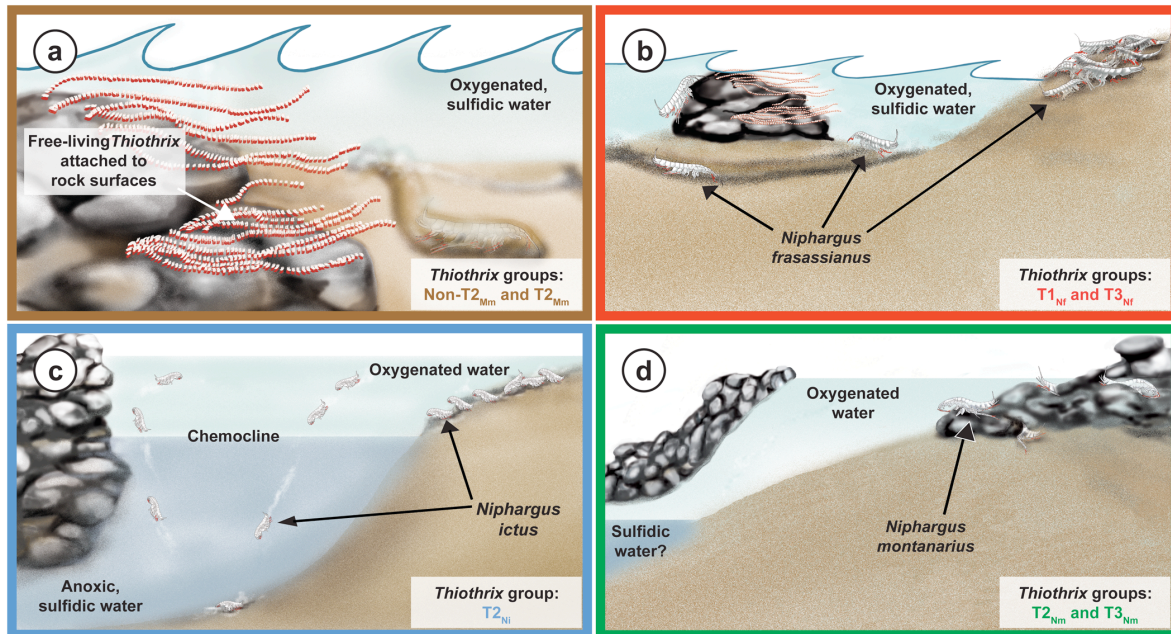 a
Oxygenated,
sulfidic water
Free-living Thiothrix
attached to
rock surfaces
Thiothrix groups:
Non-T2Mm and T2Mm
b
Oxygenated,
sulfidic water
Niphargus
frasassianus
Thiothrix groups:
T1Nf and T3Nf
c
Oxygenated water
Chemocline
Niphargus
ictus
Anoxic,
sulfidic water
Thiothrix group:
T2Ni
d
Oxygenated
water
Sulfidic
water?
Niphargus
montanarius
Thiothrix groups:
T2Nm and T3Nm